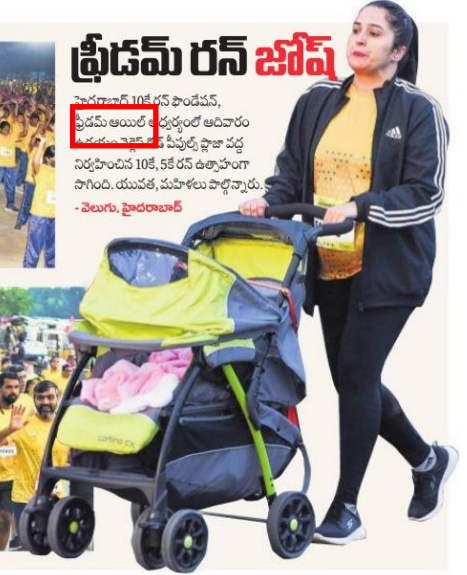 ఫ్రీడమ్ రన్ జోష్
హైదరాబాద్ 10కే రన్ ఫౌండేషన్,
ఫ్రీడమ్ ఆయిల్ ఆధ్వర్యంలో ఆదివారం
ఉదయం నెక్లెస్ రోడ్ పీపుల్స్ ప్లాజా వద్ద
నిర్వహించిన 10కే, 5కే రన్ ఉత్సాహంగా
సాగింది. యువత, మహిళలు పాల్గొన్నారు.
- వెలుగు, హైదరాబాద్
adidas